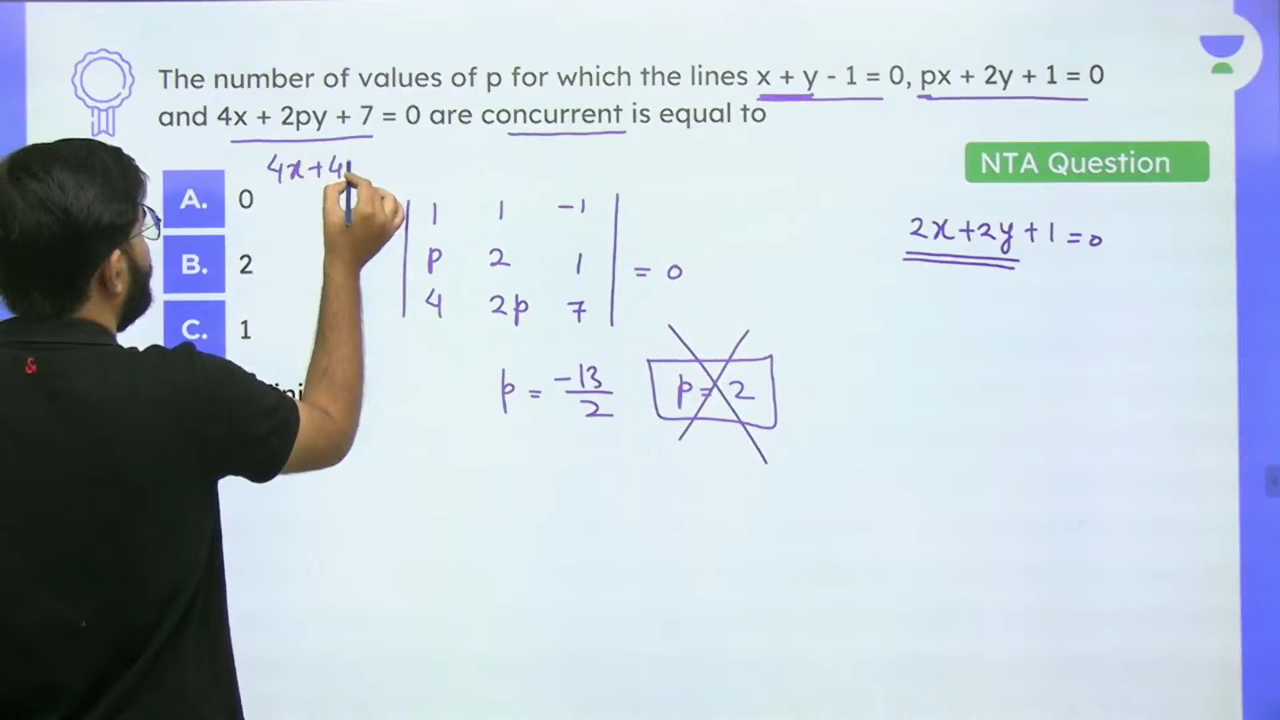 The number of values of p for which the lines x + y - 1 = 0, px + 2y + 1 = 0
and 4x + 2py + 7 = 0 are concurrent is equal to
NTA Question
4x+4
A. 0
B. 2
C. 1
1 1 -1
p 2 1 = 0
4 2p 7
p = -13/2
p = 2
2x+2y+1=0